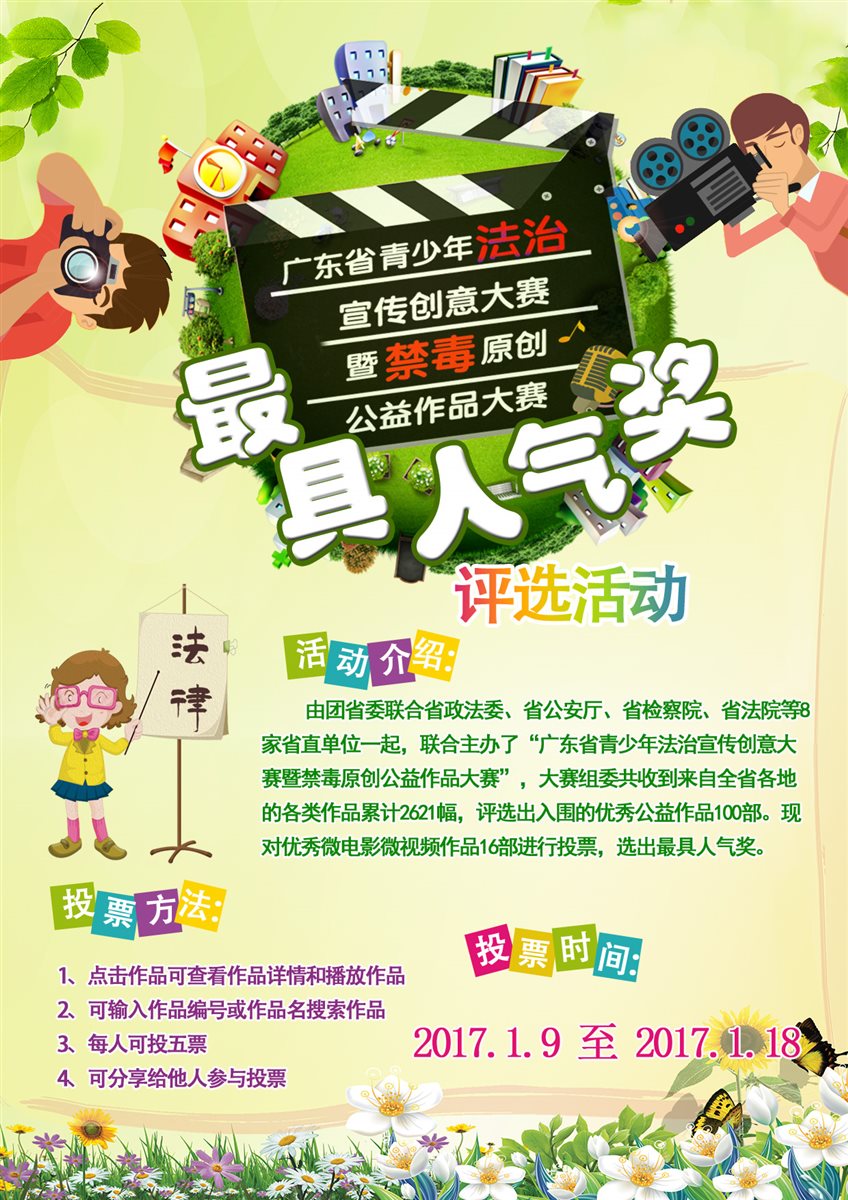 广东省青少年法治
宣传创意大赛
暨禁毒原创
公益作品大赛
最具人气奖
评选活动
法律
活动介绍:
由团省委联合省政法委、省公安厅、省检察院、省法院等8
家省直单位一起，联合主办了“广东省青少年法治宣传创意大
赛暨禁毒原创公益作品大赛”，大赛组委共收到来自全省各地
的各类作品累计2621幅，评选出入围的优秀公益作品100部。现
对优秀微电影微视频作品16部进行投票，选出最具人气奖。
投票方法:
1、点击作品可查看作品详情和播放作品
2、可输入作品编号或作品名搜索作品
3、每人可投五票
4、可分享给他人参与投票
投票时间:
2017.1.9 至 2017.1.18